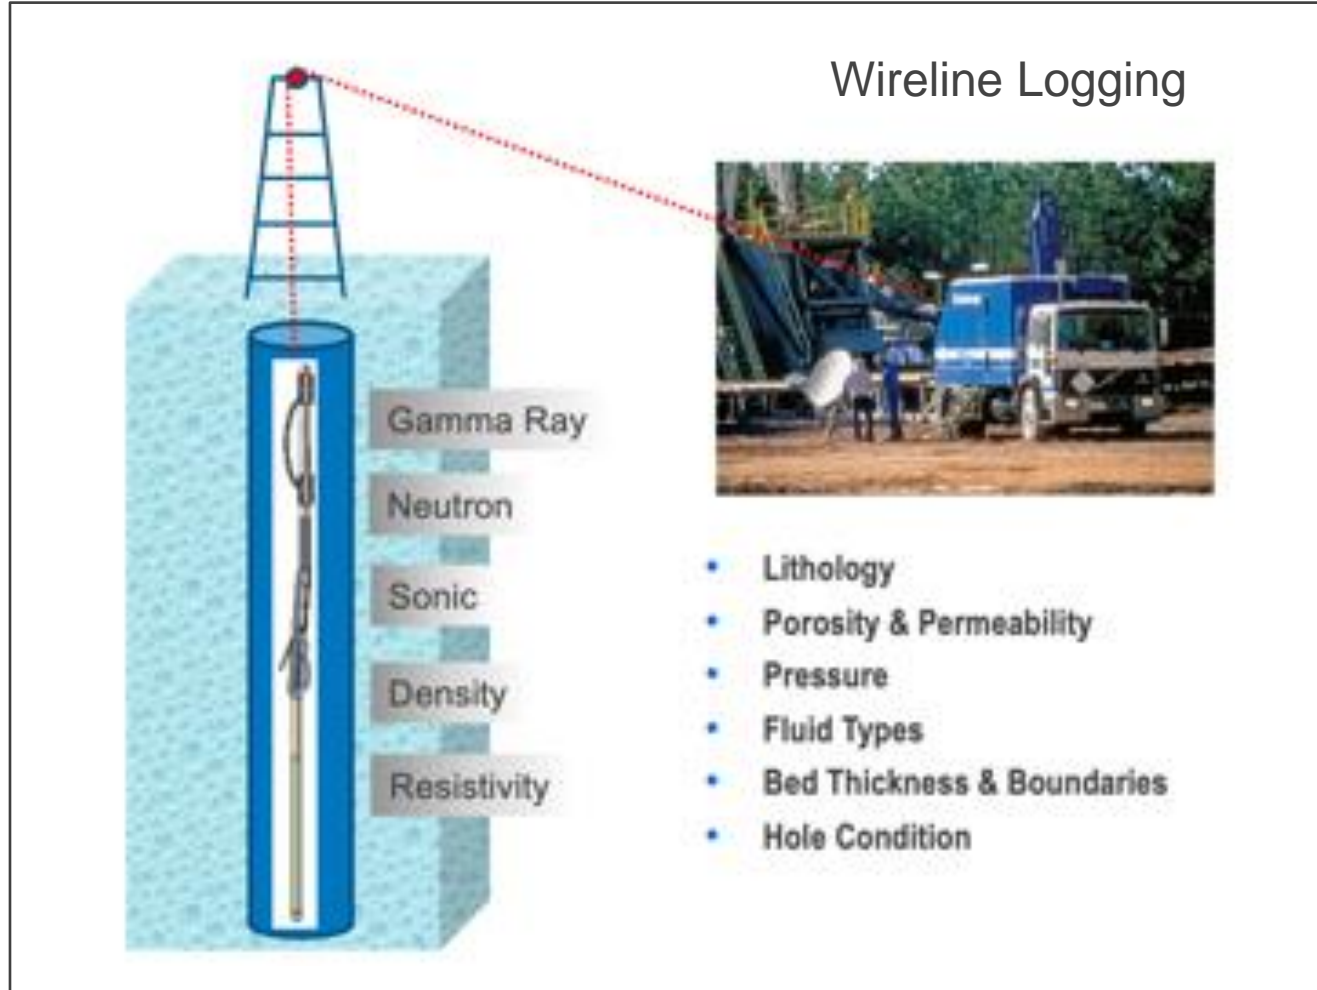 Wireline Logging
Gamma Ray
Neutron
Sonic
Density
Resistivity
• Lithology
• Porosity & Permeability
• Pressure
• Fluid Types
• Bed Thickness & Boundaries
• Hole Condition